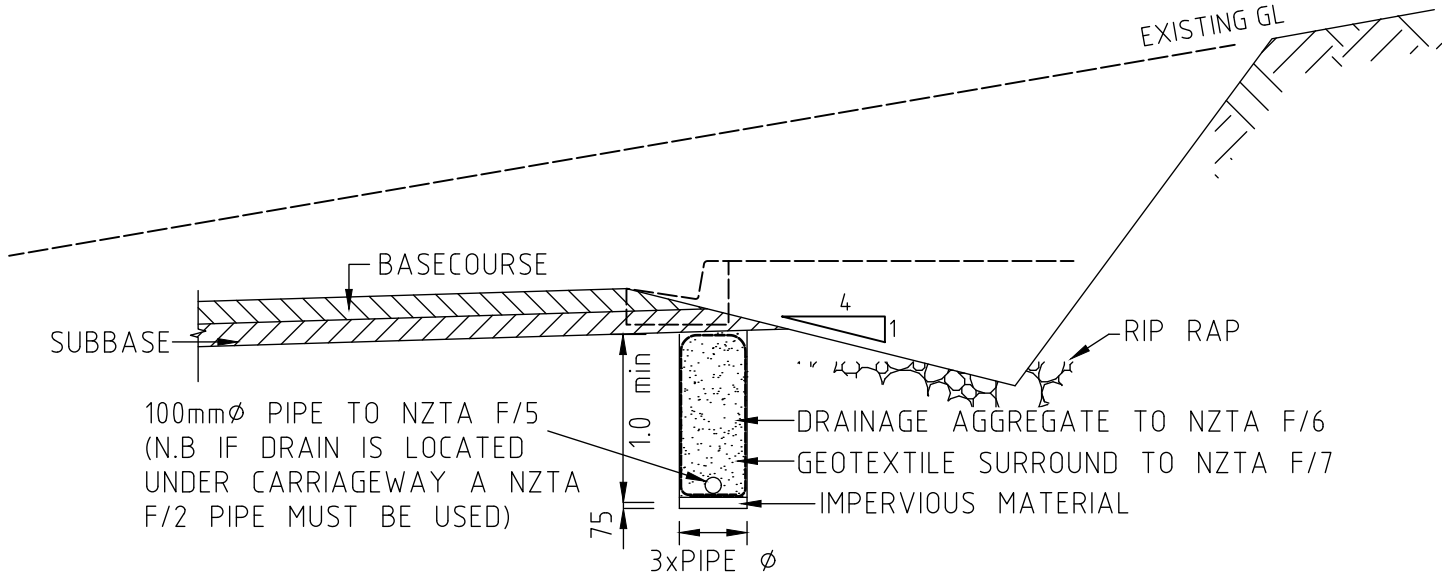 EXISTING GL
BASECOURSE
SUBBASE
4
1
RIP RAP
100mmØ PIPE TO NZTA F/5
(N.B IF DRAIN IS LOCATED
UNDER CARRIAGEWAY A NZTA
F/2 PIPE MUST BE USED)
1.0 min
75
DRAINAGE AGGREGATE TO NZTA F/6
GEOTEXTILE SURROUND TO NZTA F/7
IMPERVIOUS MATERIAL
3xPIPE Ø